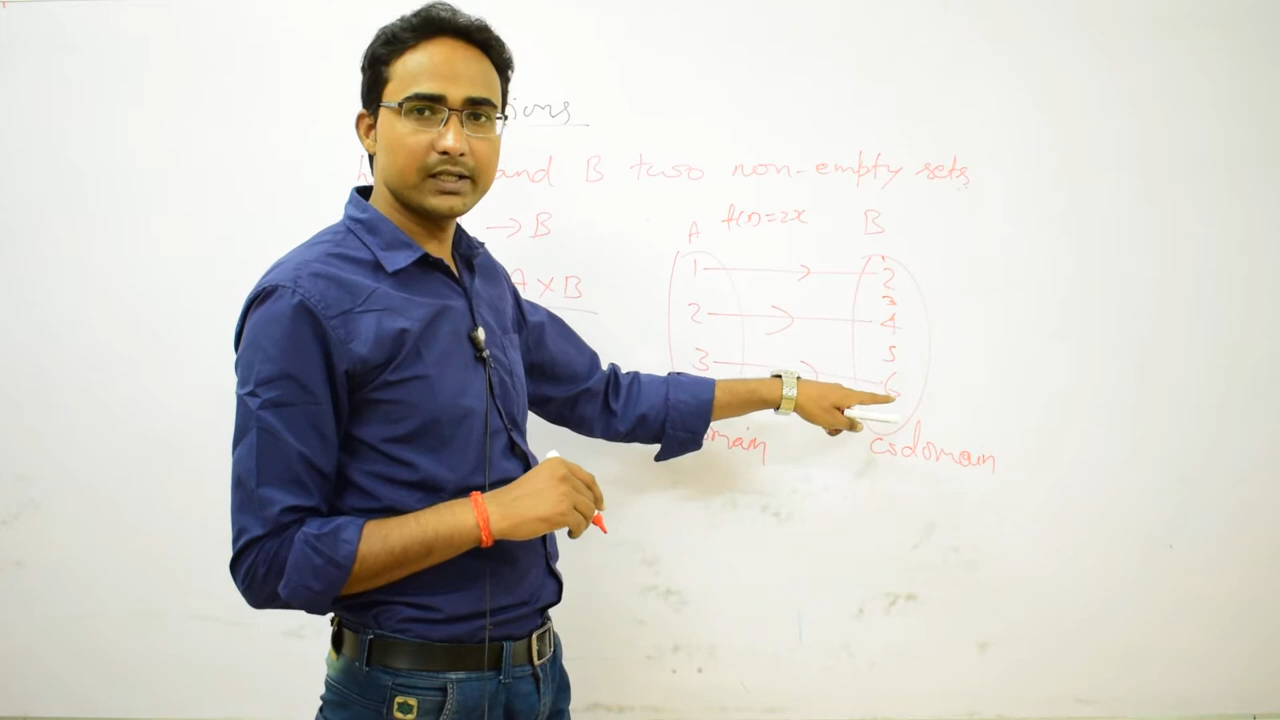 ions
and B two non-empty sets
→ B
A × B
f(x)=2x
A
B
1
2
3
2
3
4
5
6
main
codomain